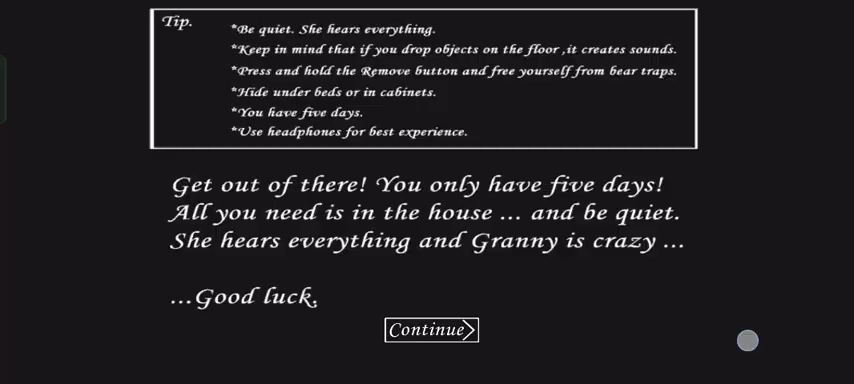 Tip.
*Be quiet. She hears everything.
*Keep in mind that if you drop objects on the floor ,it creates sounds.
*Press and hold the Remove button and free yourself from bear traps.
*Hide under beds or in cabinets.
*You have five days.
*Use headphones for best experience.
Get out of there! You only have five days!
All you need is in the house ... and be quiet.
She hears everything and Granny is crazy ...
...Good luck.
Continue